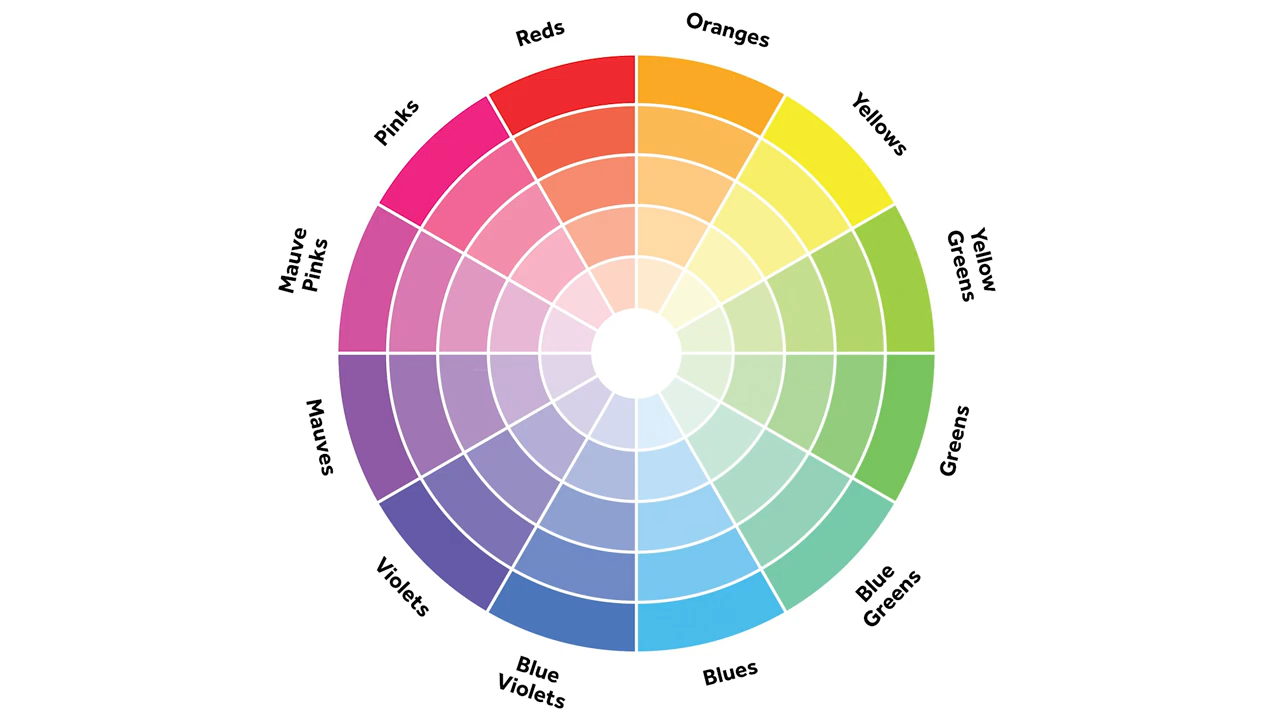 Reds
Oranges
Yellows
Yellow
Greens
Greens
Blue
Greens
Blues
Blue
Violets
Violets
Mauves
Mauve
Pinks
Pinks